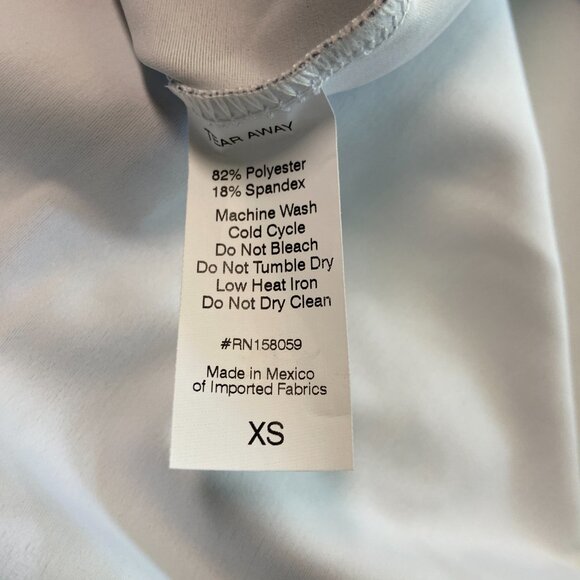 TEAR AWAY
82% Polyester
18% Spandex
Machine Wash
Cold Cycle
Do Not Bleach
Do Not Tumble Dry
Low Heat Iron
Do Not Dry Clean
#RN158059
Made in Mexico
of Imported Fabrics
XS